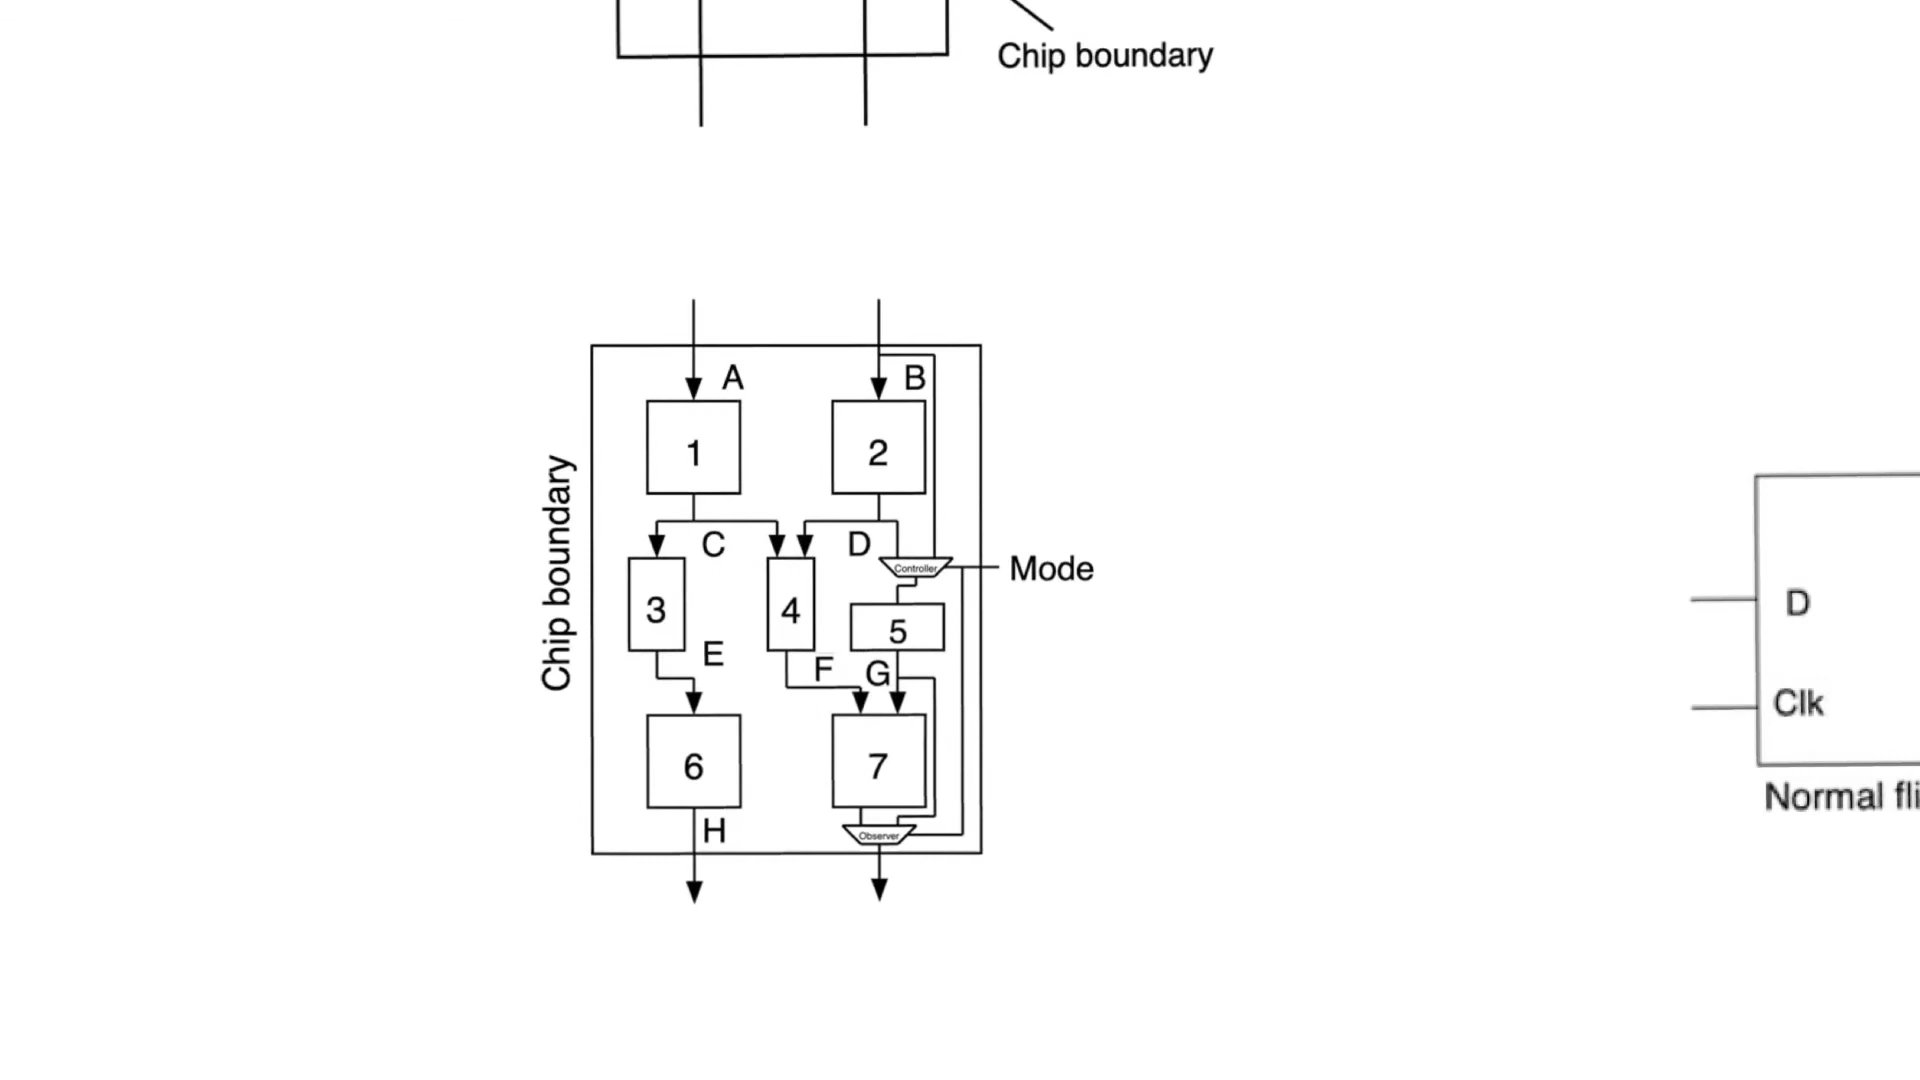 Chip boundary
A
B
1
2
C
D
Controller
Mode
Chip boundary
3
4
5
E
F
G
6
7
H
Observer
D
Clk
Normal fli